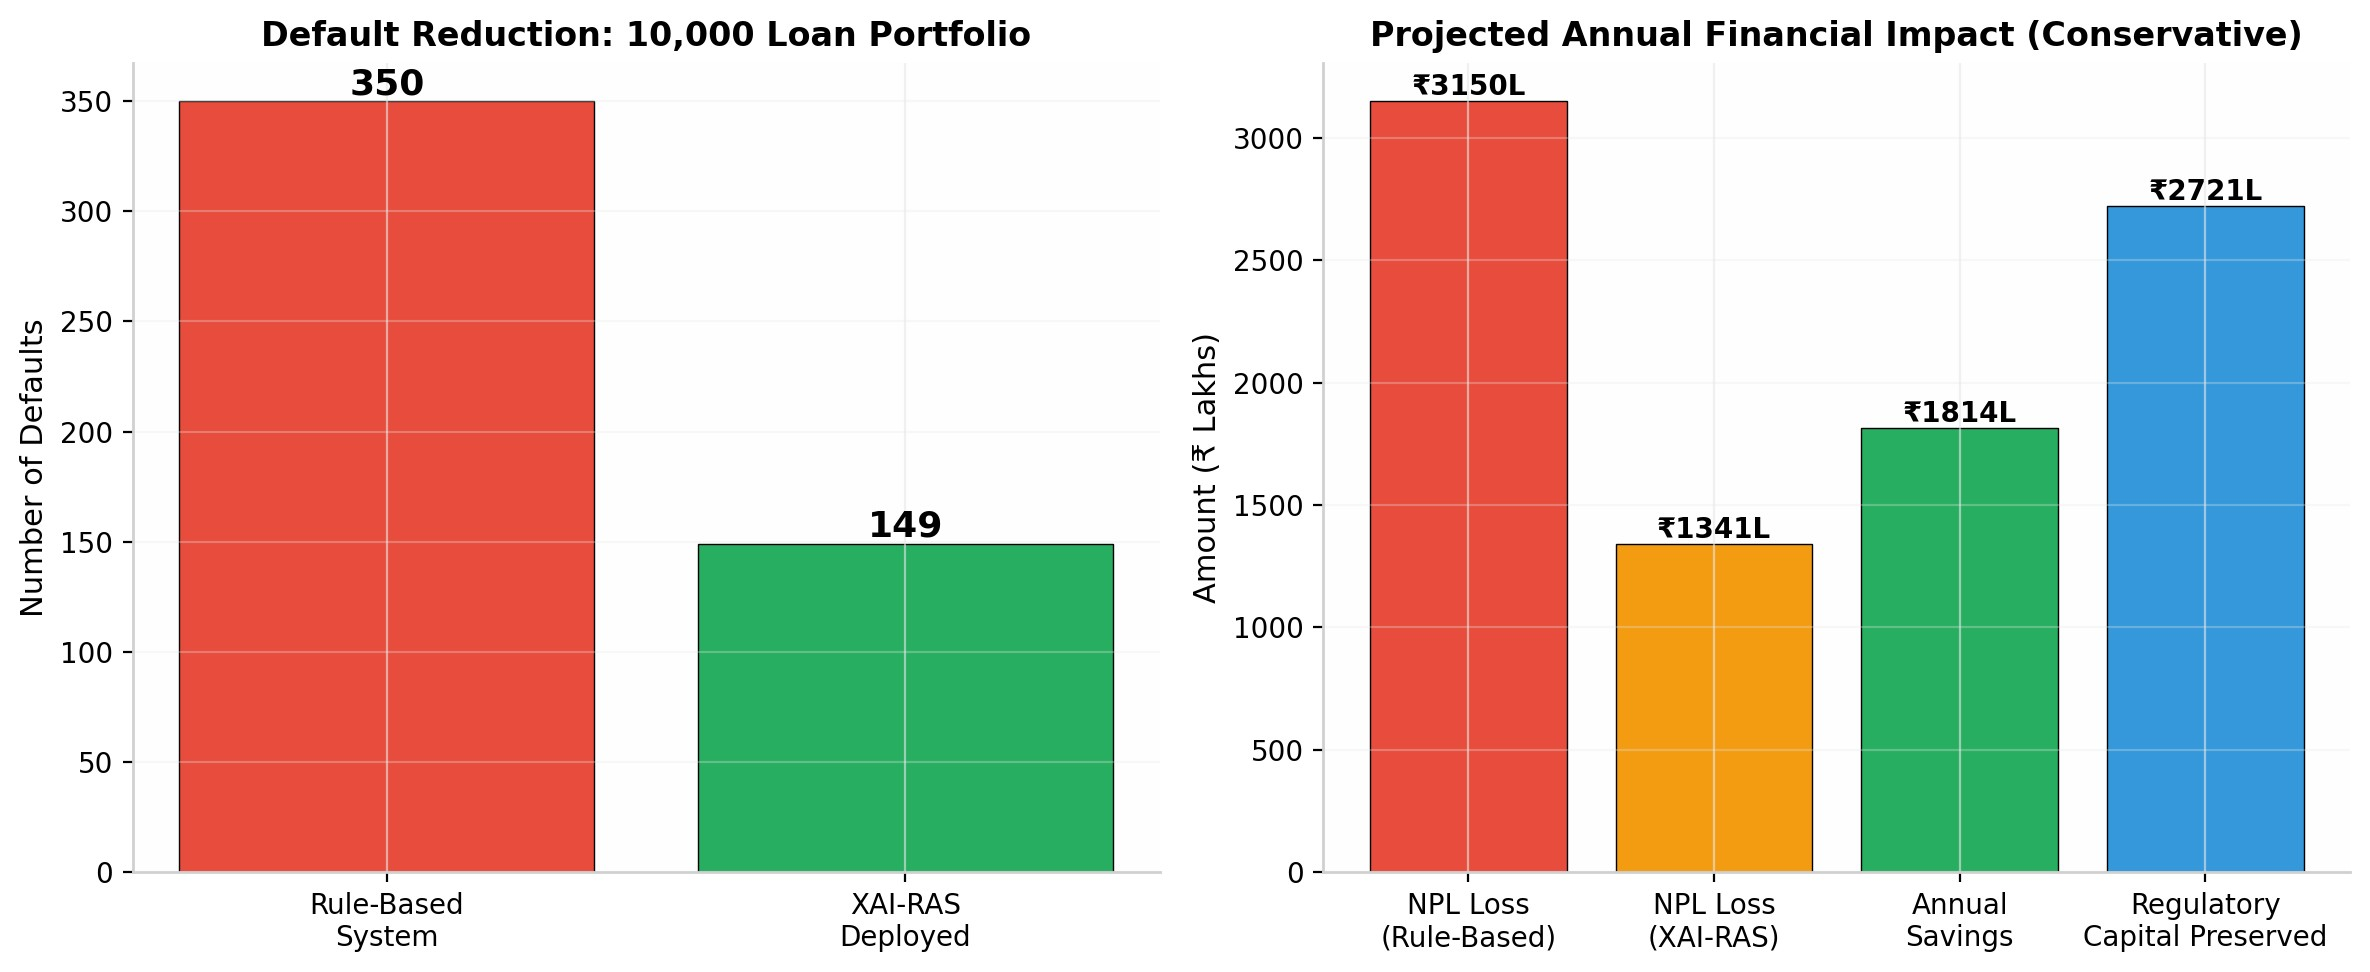 Default Reduction: 10,000 Loan Portfolio
350
149
Number of Defaults
350
300
250
200
150
100
50
0
Rule-Based
System
XAI-RAS
Deployed
Projected Annual Financial Impact (Conservative)
₹3150L
₹1341L
₹1814L
₹2721L
Amount (₹ Lakhs)
3000
2500
2000
1500
1000
500
0
NPL Loss
(Rule-Based)
NPL Loss
(XAI-RAS)
Annual
Savings
Regulatory
Capital Preserved